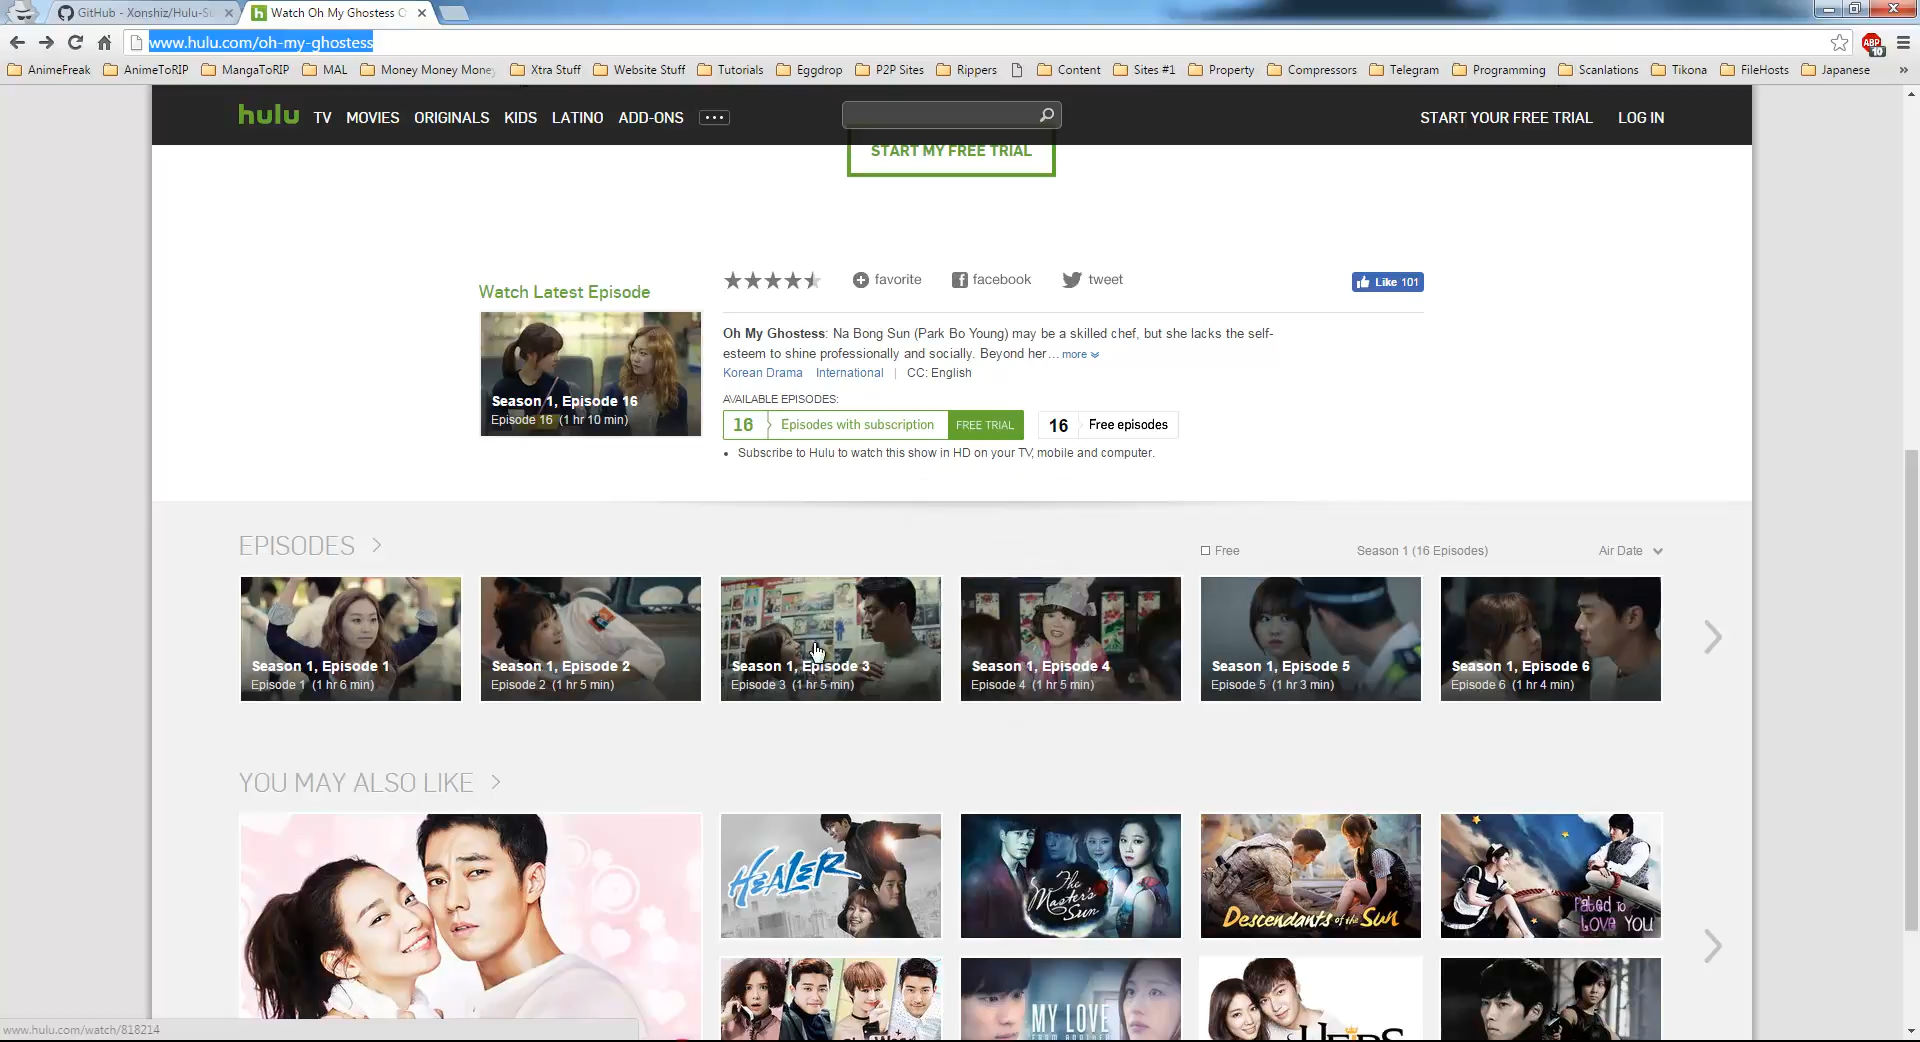 GitHub - Xonshiz/Hulu-Su
Watch Oh My Ghostess O
www.hulu.com/oh-my-ghostess
ABP
10
AnimeFreak
AnimeToRIP
MangaToRIP
MAL
Money Money Money
Xtra Stuff
Website Stuff
Tutorials
Eggdrop
P2P Sites
Rippers
Content
Sites #1
Property
Compressors
Telegram
Programming
Scanlations
Tikona
FileHosts
Japanese
hulu
TV
MOVIES
ORIGINALS
KIDS
LATINO
ADD-ONS
START YOUR FREE TRIAL
LOG IN
START MY FREE TRIAL
Watch Latest Episode
Season 1, Episode 16
Episode 16 (1 hr 10 min)
favorite
facebook
tweet
Like 101
Oh My Ghostess: Na Bong Sun (Park Bo Young) may be a skilled chef, but she lacks the self-
esteem to shine professionally and socially. Beyond her... more
Korean Drama International | CC: English
AVAILABLE EPISODES:
16 Episodes with subscription FREE TRIAL
16 Free episodes
• Subscribe to Hulu to watch this show in HD on your TV, mobile and computer.
EPISODES
Free
Season 1 (16 Episodes)
Air Date
Season 1, Episode 1
Episode 1 (1 hr 6 min)
Season 1, Episode 2
Episode 2 (1 hr 5 min)
Season 1, Episode 3
Episode 3 (1 hr 5 min)
Season 1, Episode 4
Episode 4 (1 hr 5 min)
Season 1, Episode 5
Episode 5 (1 hr 3 min)
Season 1, Episode 6
Episode 6 (1 hr 4 min)
YOU MAY ALSO LIKE
HEALER
The
Master's
Sun
Descendants of the Sun
Fated to
LOVE YOU
MY LOVE
HEIRS
www.hulu.com/watch/818214